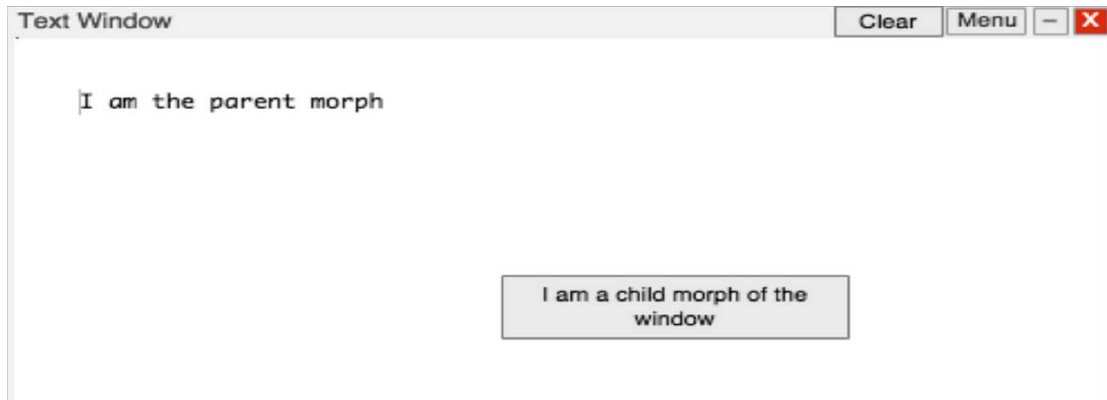 Text Window
Clear
Menu
–
X
I am the parent morph
I am a child morph of the
window